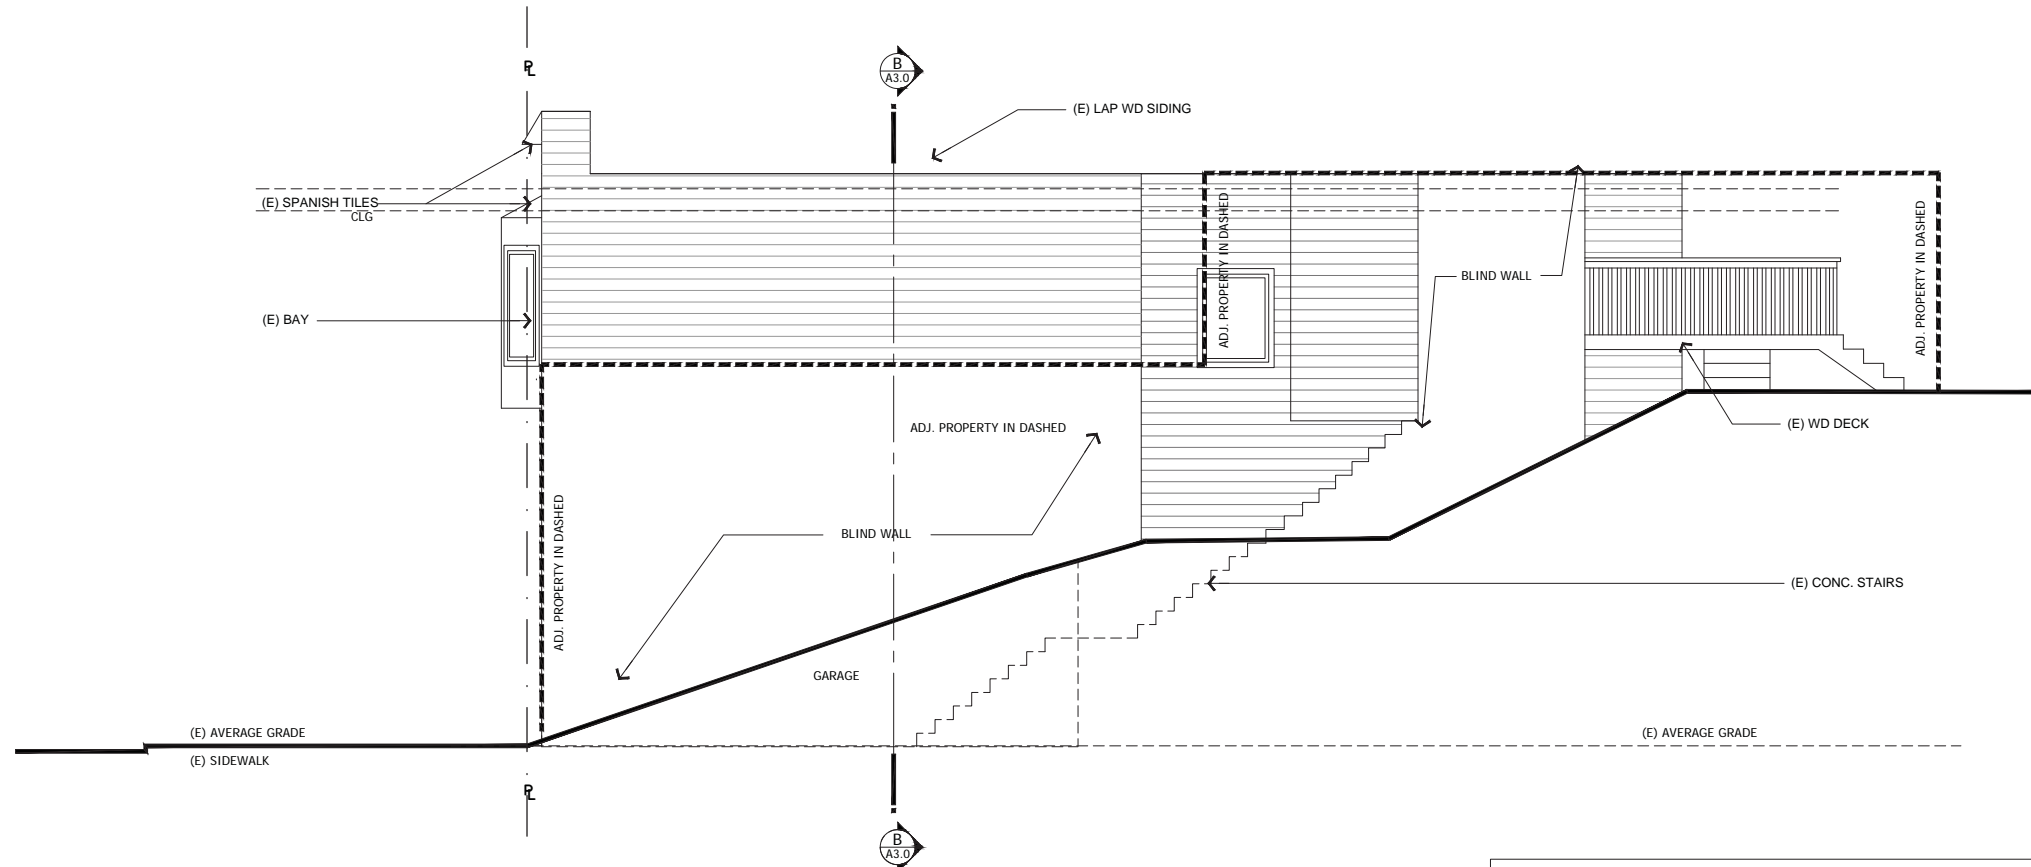 PL
B
A3.0
(E) LAP WD SIDING
(E) SPANISH TILES
CLG
ADJ. PROPERTY IN DASHED
ADJ. PROPERTY IN DASHED
BLIND WALL
(E) BAY
ADJ. PROPERTY IN DASHED
(E) WD DECK
ADJ. PROPERTY IN DASHED
BLIND WALL
(E) CONC. STAIRS
GARAGE
(E) AVERAGE GRADE
(E) AVERAGE GRADE
(E) SIDEWALK
PL
B
A3.0